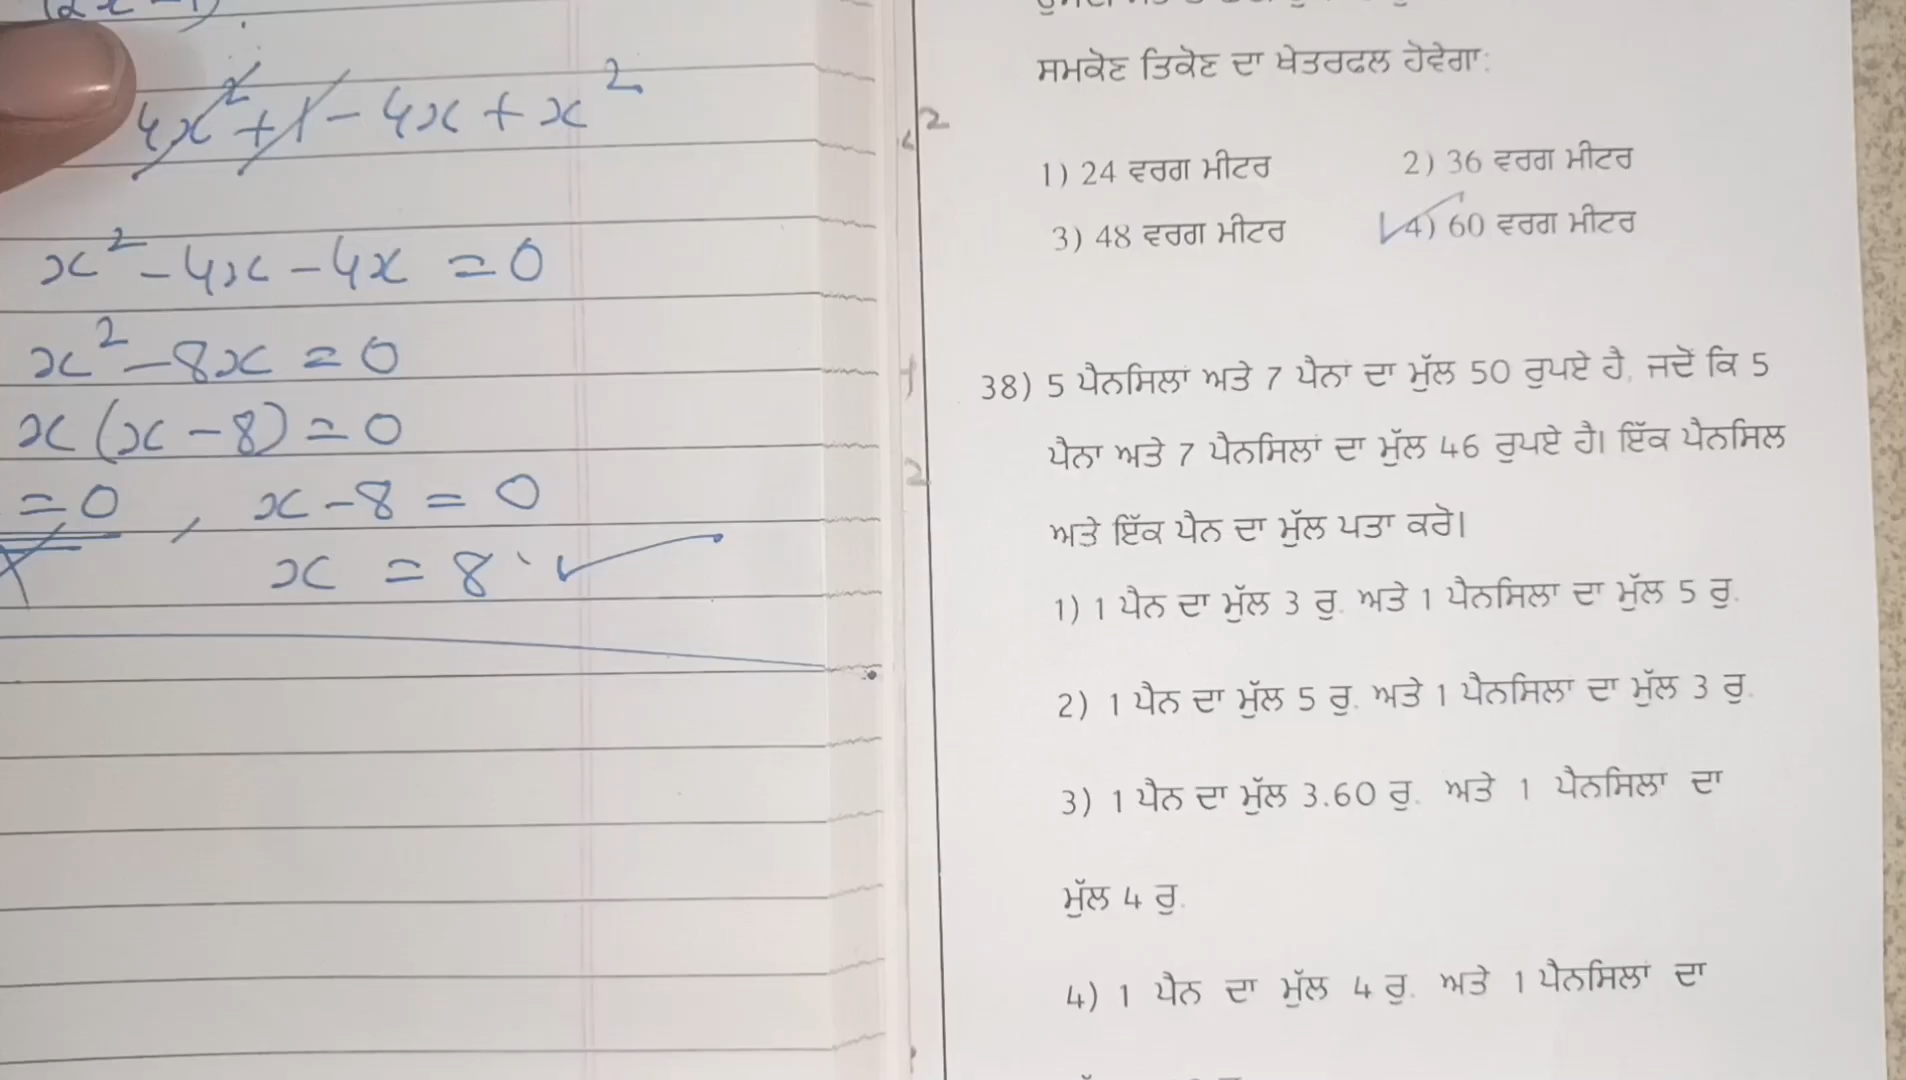 4x² + 1 - 4x + x²
x² - 4x - 4x = 0
x² - 8x = 0
x (x - 8) = 0
= 0 , x - 8 = 0
x = 8 .
ਸਮਕੋਣ ਤਿਕੋਣ ਦਾ ਖੇਤਰਫਲ ਹੋਵੇਗਾ:
1) 24 ਵਰਗ ਮੀਟਰ 2) 36 ਵਰਗ ਮੀਟਰ
3) 48 ਵਰਗ ਮੀਟਰ 4) 60 ਵਰਗ ਮੀਟਰ
38) 5 ਪੈਨਸਿਲਾਂ ਅਤੇ 7 ਪੈਨਾਂ ਦਾ ਮੁੱਲ 50 ਰੁਪਏ ਹੈ, ਜਦੋਂ ਕਿ 5
ਪੈਨਾ ਅਤੇ 7 ਪੈਨਸਿਲਾਂ ਦਾ ਮੁੱਲ 46 ਰੁਪਏ ਹੈ। ਇੱਕ ਪੈਨਸਿਲ
ਅਤੇ ਇੱਕ ਪੈਨ ਦਾ ਮੁੱਲ ਪਤਾ ਕਰੋ।
1) 1 ਪੈਨ ਦਾ ਮੁੱਲ 3 ਰੁ. ਅਤੇ 1 ਪੈਨਸਿਲਾ ਦਾ ਮੁੱਲ 5 ਰੁ.
2) 1 ਪੈਨ ਦਾ ਮੁੱਲ 5 ਰੁ. ਅਤੇ 1 ਪੈਨਸਿਲਾ ਦਾ ਮੁੱਲ 3 ਰੁ.
3) 1 ਪੈਨ ਦਾ ਮੁੱਲ 3.60 ਰੁ. ਅਤੇ 1 ਪੈਨਸਿਲਾ ਦਾ
ਮੁੱਲ 4 ਰੁ.
4) 1 ਪੈਨ ਦਾ ਮੁੱਲ 4 ਰੁ. ਅਤੇ 1 ਪੈਨਸਿਲਾਂ ਦਾ